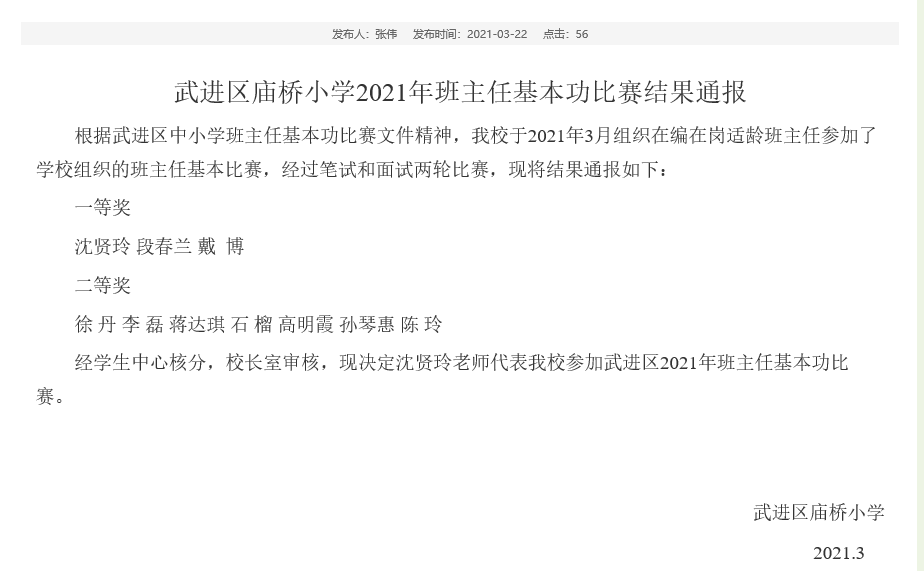 发布人：张伟 发布时间：2021-03-22 点击：56
武进区庙桥小学2021年班主任基本功比赛结果通报
根据武进区中小学班主任基本功比赛文件精神，我校于2021年3月组织在编在岗适龄班主任参加了
学校组织的班主任基本比赛，经过笔试和面试两轮比赛，现将结果通报如下：
一等奖
沈贤玲 段春兰 戴 博
二等奖
徐 丹 李 磊 蒋达琪 石 榴 高明霞 孙琴惠 陈 玲
经学生中心核分，校长室审核，现决定沈贤玲老师代表我校参加武进区2021年班主任基本功比
赛。
武进区庙桥小学
2021.3